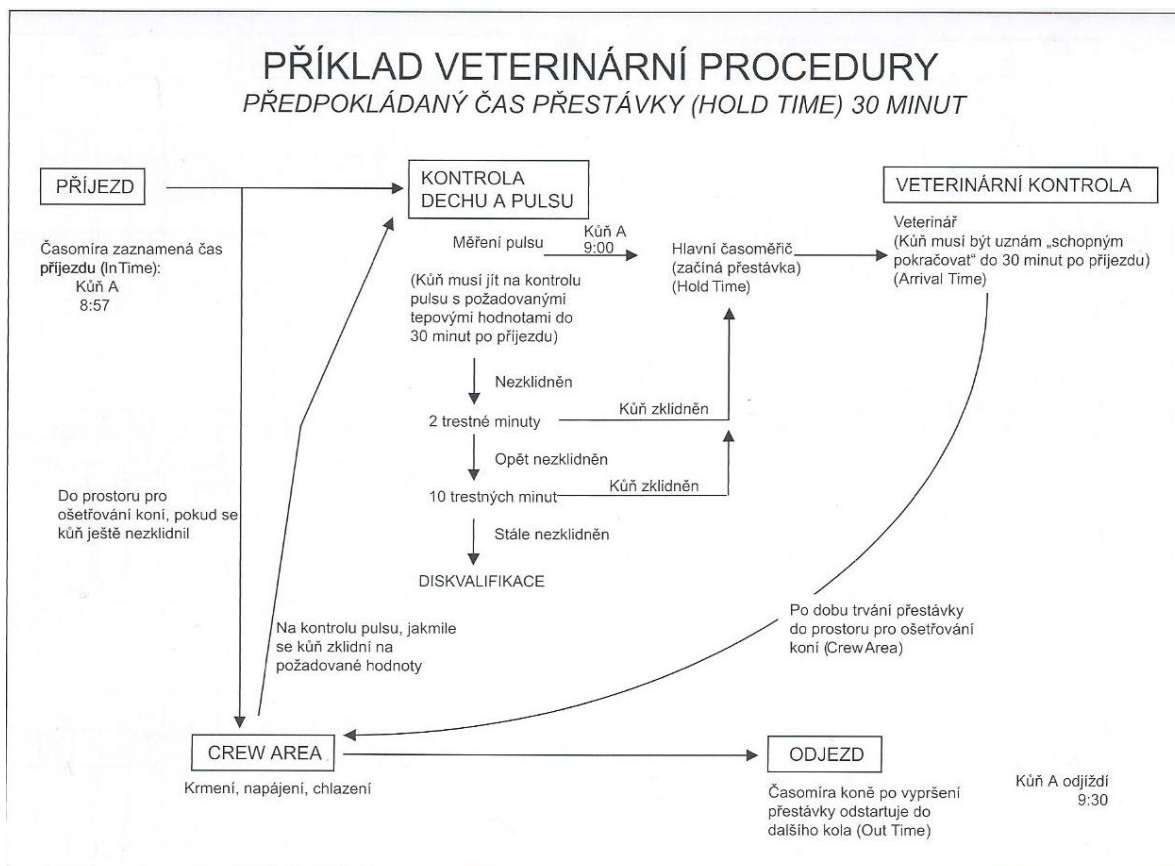 PŘÍKLAD VETERINÁRNÍ PROCEDURY
PŘEDPOKLÁDANÝ ČAS PŘESTÁVKY (HOLD TIME) 30 MINUT
PŘÍJEZD
Časomíra zaznamená čas
příjezdu (InTime):
Kůň A
8:57
KONTROLA
DECHU A PULSU
Měření pulsu
Kůň A
9:00
(Kůň musí jít na kontrolu
pulsu s požadovanými
tepovými hodnotami do
30 minut po příjezdu)
Hlavní časoměřič
(začíná přestávka)
(Hold Time)
VETERINÁRNÍ KONTROLA
Veterinář
(Kůň musí být uznám „schopným
pokračovat“ do 30 minut po příjezdu)
(Arrival Time)
Nezklidněn
2 trestné minuty
Kůň zklidněn
Opět nezklidněn
10 trestných minut
Kůň zklidněn
Stále nezklidněn
DISKVALIFIKACE
Do prostoru pro
ošetřování koní, pokud se
kůň ještě nezklidnil
Na kontrolu pulsu, jakmile
se kůň zklidní na
požadované hodnoty
Po dobu trvání přestávky
do prostoru pro ošetřování
koní (Crew Area)
CREW AREA
Krmení, napájení, chlazení
ODJEZD
Časomíra koně po vypršení
přestávky odstartuje do
dalšího kola (Out Time)
Kůň A odjíždí
9:30